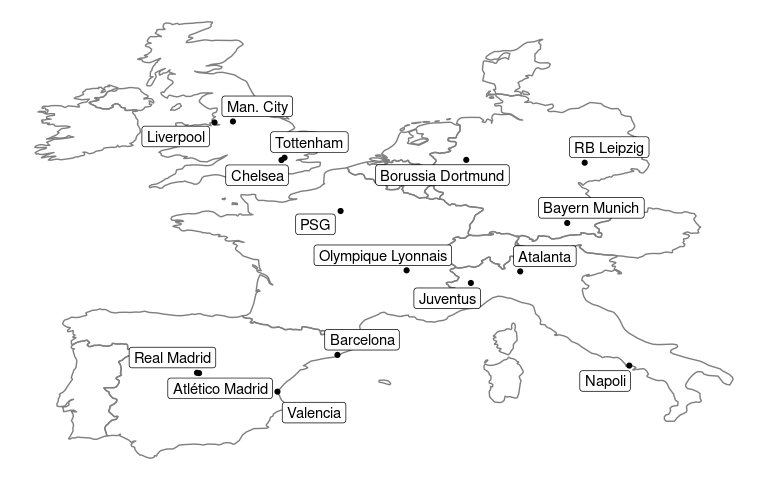 Man. City
Liverpool
Tottenham
RB Leipzig
Chelsea
Borussia Dortmund
Bayern Munich
PSG
Olympique Lyonnais
Atalanta
Juventus
Barcelona
Real Madrid
Napoli
Atlético Madrid
Valencia